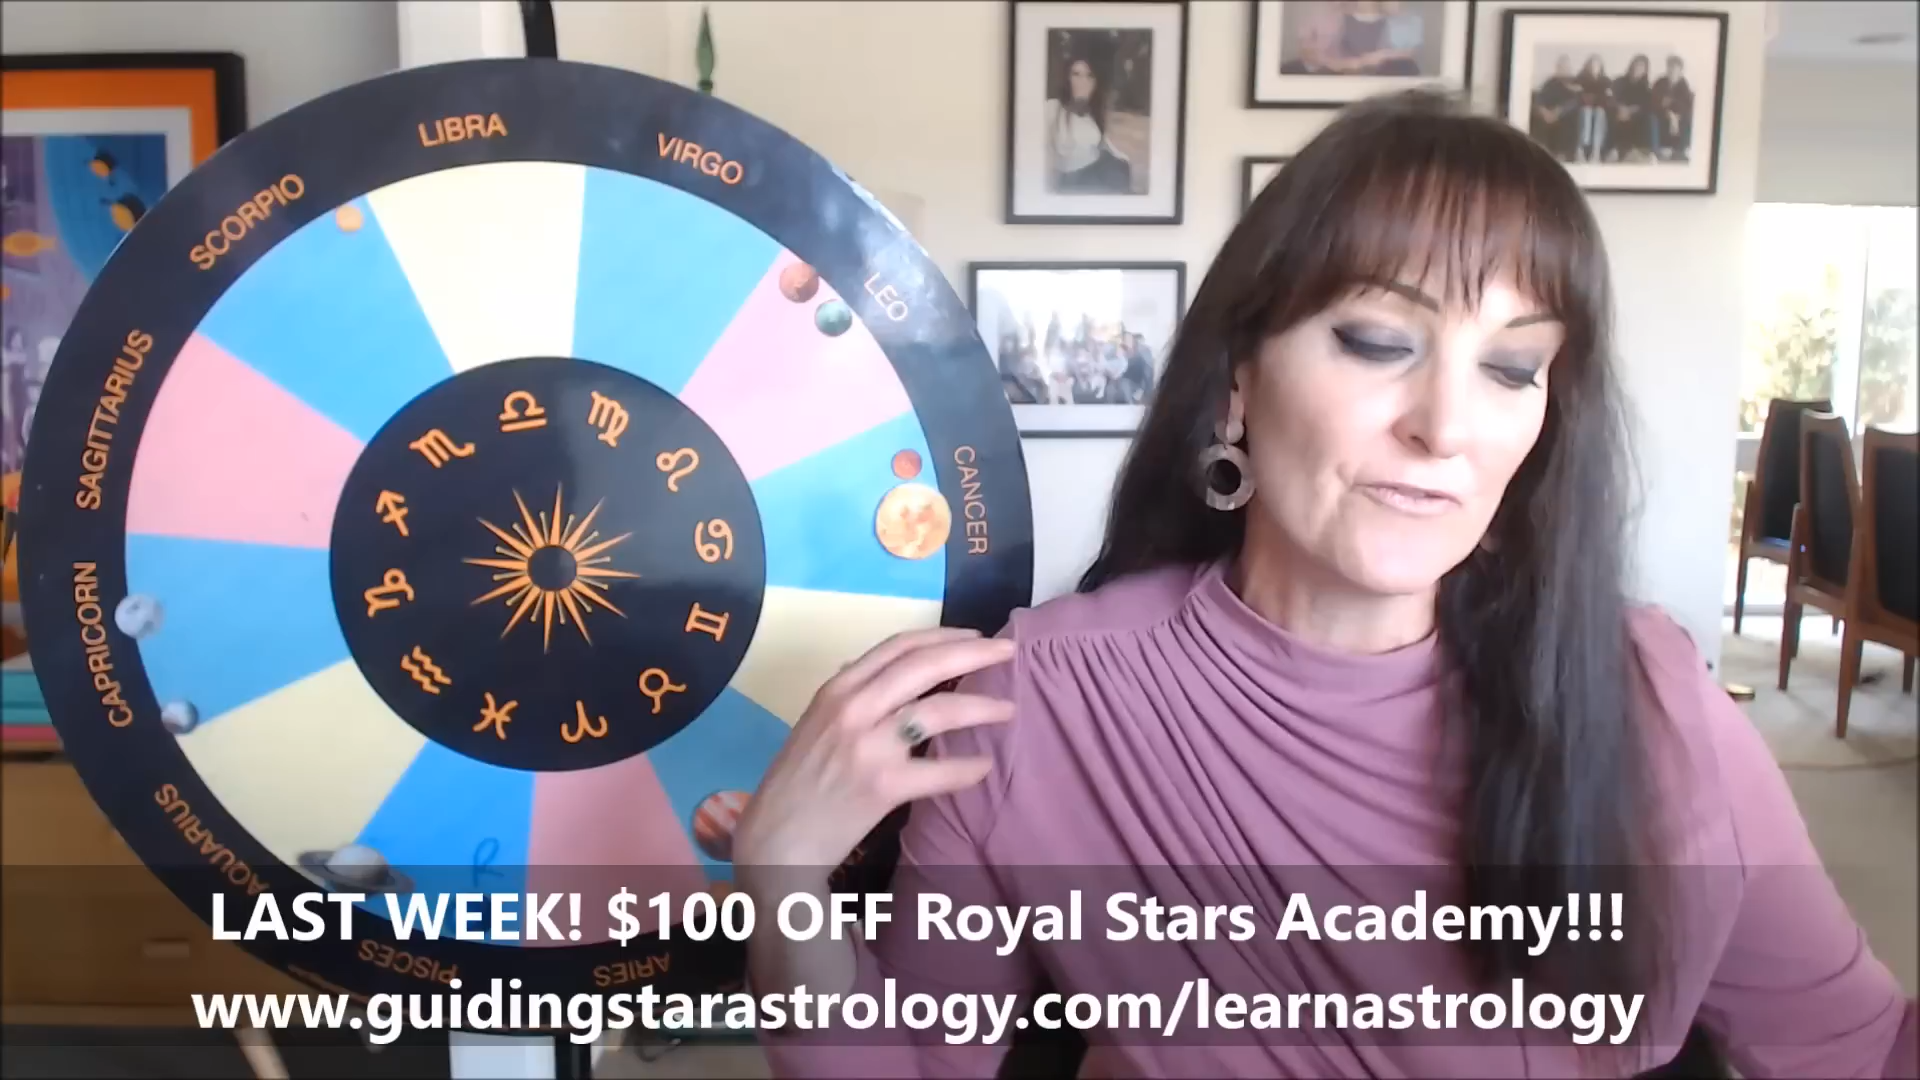 LIBRA
VIRGO
SCORPIO
LEO
SAGITTARIUS
CANCER
CAPRICORN
AQUARIUS
R
PISCES
ARIES
LAST WEEK! $100 OFF Royal Stars Academy!!!
www.guidingstarastrology.com/learnastrology